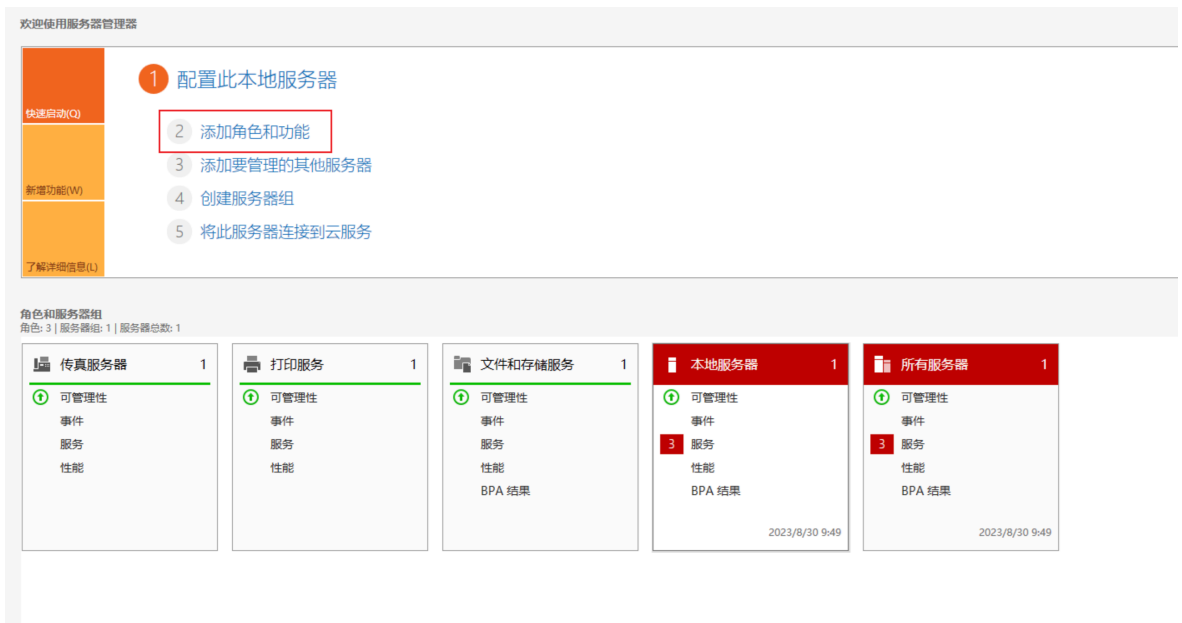 欢迎使用服务器管理器
1 配置此本地服务器
快速启动(Q)
2 添加角色和功能
3 添加要管理的其他服务器
新增功能(W)
4 创建服务器组
5 将此服务器连接到云服务
了解详细信息(L)
角色和服务器组
角色: 3 | 服务器组: 1 | 服务器总数: 1
传真服务器 1
可管理性
事件
服务
性能
打印服务 1
可管理性
事件
服务
性能
文件和存储服务 1
可管理性
事件
服务
性能
BPA 结果
本地服务器 1
可管理性
事件
3 服务
性能
BPA 结果
2023/8/30 9:49
所有服务器 1
可管理性
事件
3 服务
性能
BPA 结果
2023/8/30 9:49